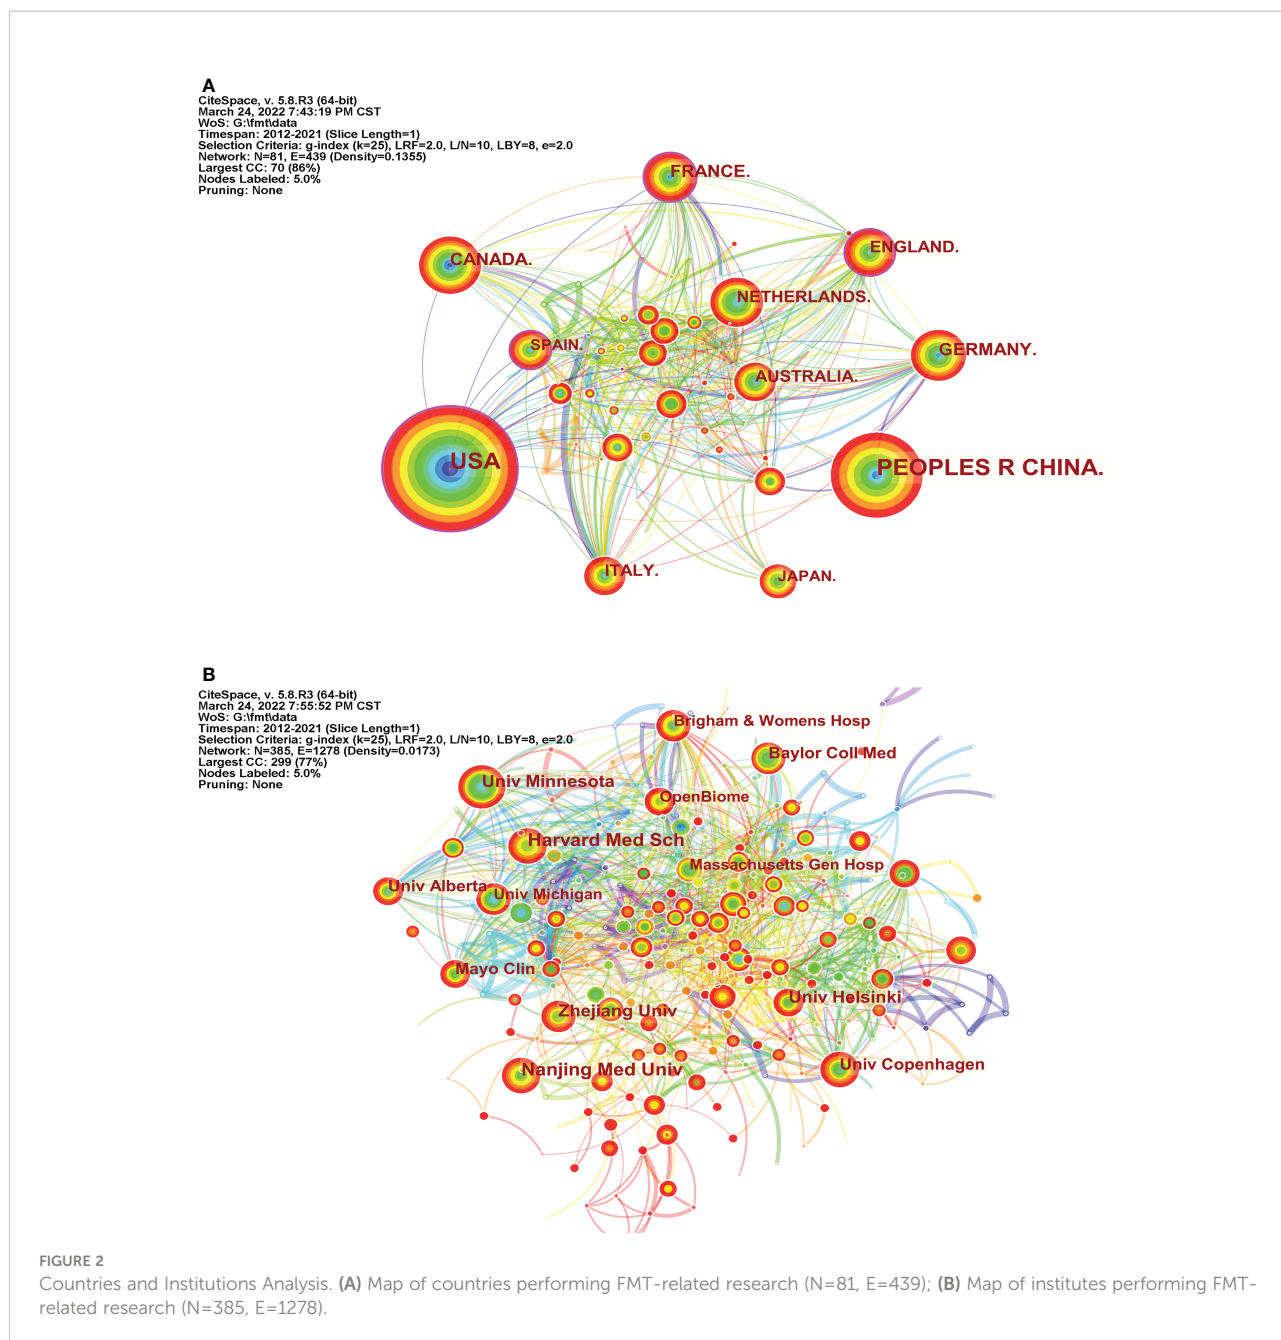 A
CiteSpace, v. 5.8.R3 (64-bit)
March 24, 2022 7:43:19 PM CST
WoS: G:\fmt\data
Timespan: 2012-2021 (Slice Length=1)
Selection Criteria: g-index (k=25), LRF=2.0, L/N=10, LBY=8, e=2.0
Network: N=81, E=439 (Density=0.1355)
Largest CC: 70 (86%)
Nodes Labeled: 5.0%
Pruning: None
FRANCE.
ENGLAND.
CANADA.
NETHERLANDS.
SPAIN.
GERMANY.
AUSTRALIA.
USA
PEOPLES R CHINA.
ITALY.
JAPAN.
B
CiteSpace, v. 5.8.R3 (64-bit)
March 24, 2022 7:55:52 PM CST
WoS: G:\fmt\data
Timespan: 2012-2021 (Slice Length=1)
Selection Criteria: g-index (k=25), LRF=2.0, L/N=10, LBY=8, e=2.0
Network: N=385, E=1278 (Density=0.0173)
Largest CC: 299 (77%)
Nodes Labeled: 5.0%
Pruning: None
Brigham & Womens Hosp
Baylor Coll Med
Univ Minnesota
OpenBiome
Harvard Med Sch
Massachusetts Gen Hosp
Univ Alberta
Univ Michigan
Mayo Clin
Univ Helsinki
Zhejiang Univ
Univ Copenhagen
Nanjing Med Univ
FIGURE 2
Countries and Institutions Analysis. (A) Map of countries performing FMT-related research (N=81, E=439); (B) Map of institutes performing FMT-
related research (N=385, E=1278).